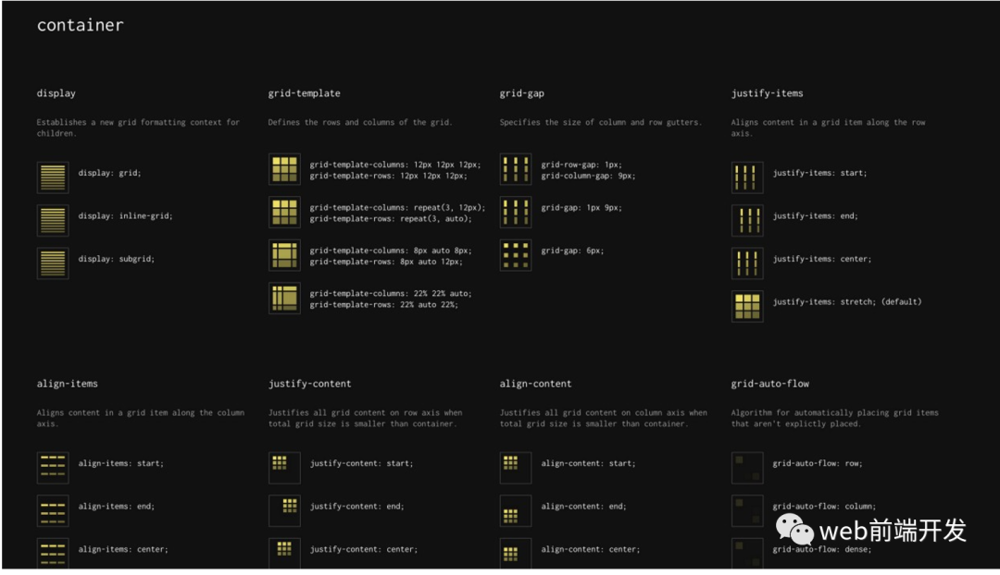 container
display
Establishes a new grid formatting context for
children.
display: grid;
display: inline-grid;
display: subgrid;
grid-template
Defines the rows and columns of the grid.
grid-template-columns: 12px 12px 12px;
grid-template-rows: 12px 12px 12px;
grid-template-columns: repeat(3, 12px);
grid-template-rows: repeat(3, auto);
grid-template-columns: 8px auto 8px;
grid-template-rows: 8px auto 12px;
grid-template-columns: 22% 22% auto;
grid-template-rows: 22% auto 22%;
grid-gap
Specifies the size of column and row gutters.
grid-row-gap: 1px;
grid-column-gap: 9px;
grid-gap: 1px 9px;
grid-gap: 6px;
justify-items
Aligns content in a grid item along the row
axis.
justify-items: start;
justify-items: end;
justify-items: center;
justify-items: stretch; (default)
align-items
Aligns content in a grid item along the column
axis.
align-items: start;
align-items: end;
align-items: center;
justify-content
Justifies all grid content on row axis when
total grid size is smaller than container.
justify-content: start;
justify-content: end;
justify-content: center;
align-content
Justifies all grid content on column axis when
total grid size is smaller than container.
align-content: start;
align-content: end;
align-content: center;
grid-auto-flow
Algorithm for automatically placing grid items
that aren't explictly placed.
grid-auto-flow: row;
grid-auto-flow: column;
grid-auto-flow: dense;
web前端开发